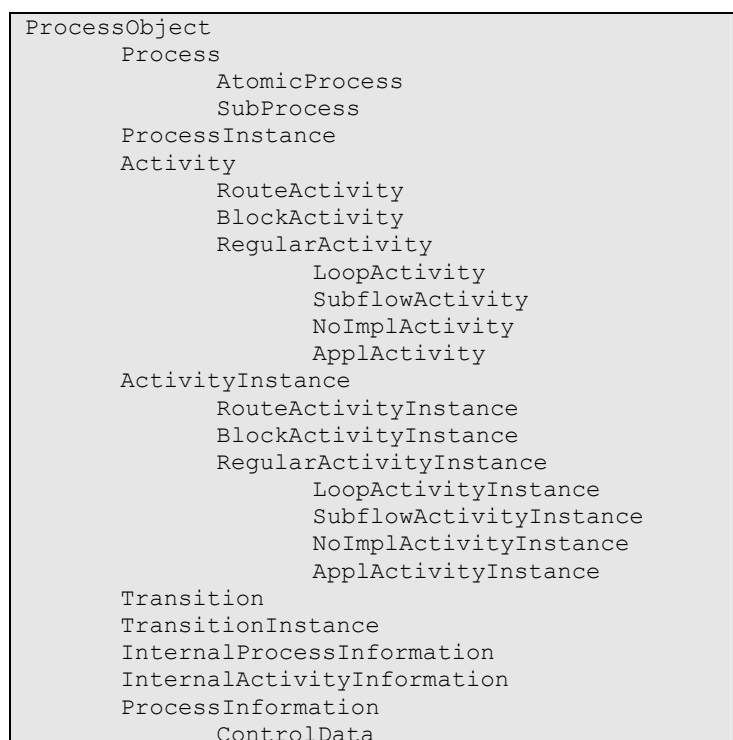 ProcessObject
Process
AtomicProcess
SubProcess
ProcessInstance
Activity
RouteActivity
BlockActivity
RegularActivity
LoopActivity
SubflowActivity
NoImplActivity
ApplActivity
ActivityInstance
RouteActivityInstance
BlockActivityInstance
RegularActivityInstance
LoopActivityInstance
SubflowActivityInstance
NoImplActivityInstance
ApplActivityInstance
Transition
TransitionInstance
InternalProcessInformation
InternalActivityInformation
ProcessInformation
ControlData